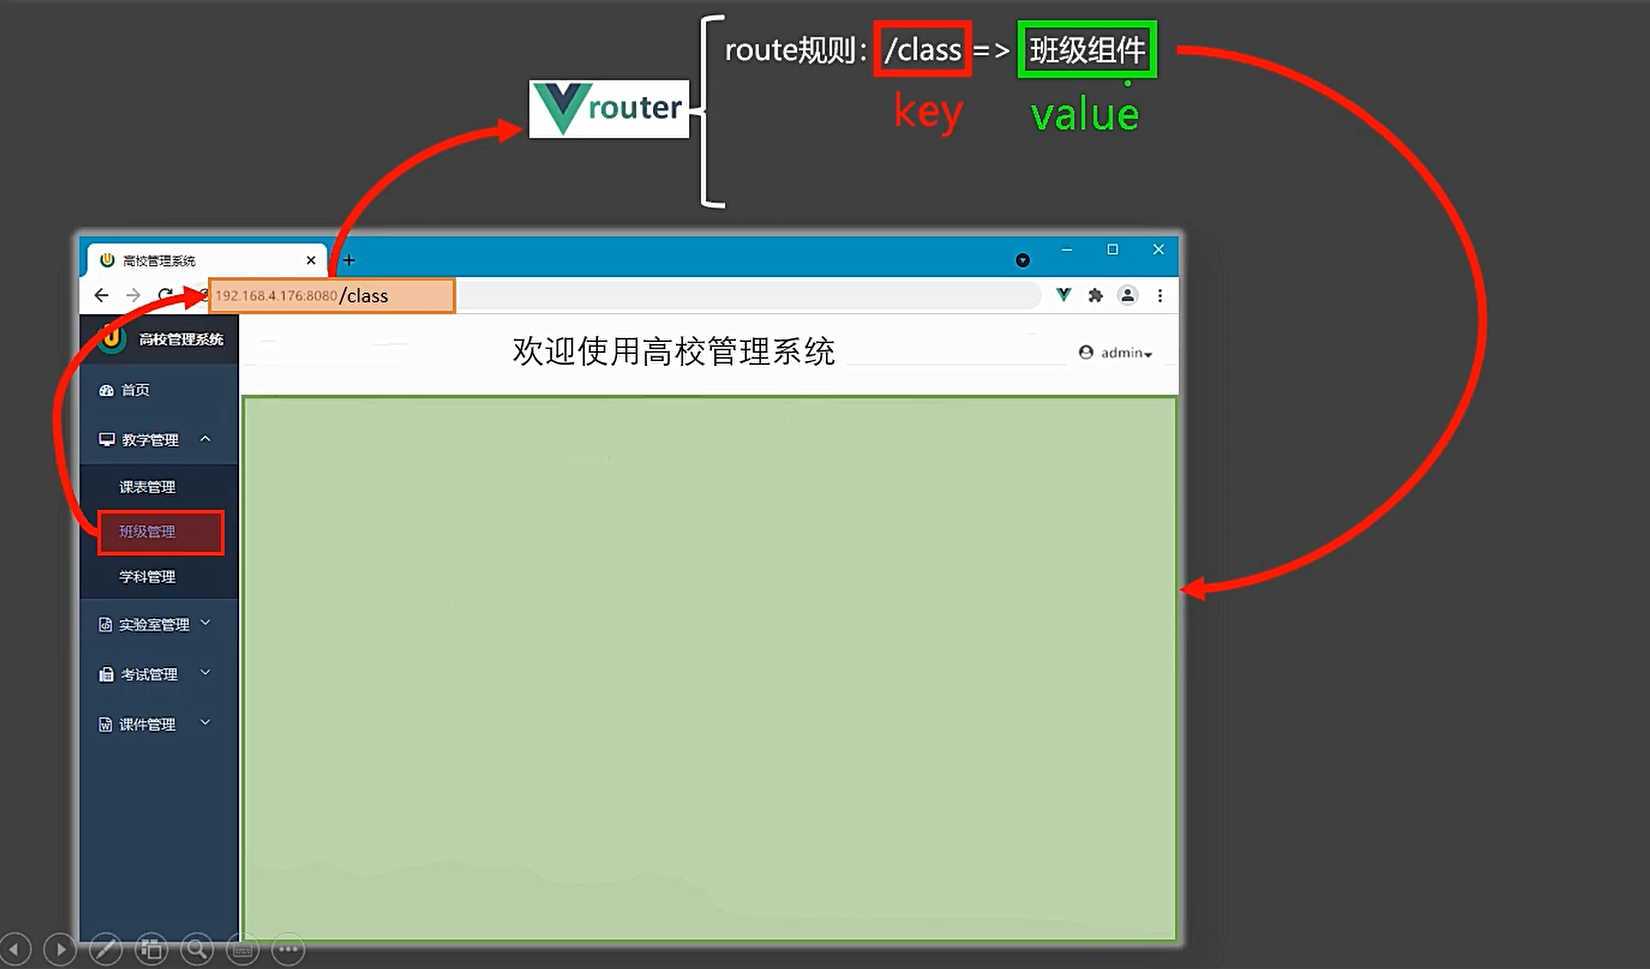 route规则：/class => 班级组件
key value
router
高校管理系统
192.168.4.176:8080/class
高校管理系统
欢迎使用高校管理系统
admin
首页
教学管理
课表管理
班级管理
学科管理
实验室管理
考试管理
课件管理